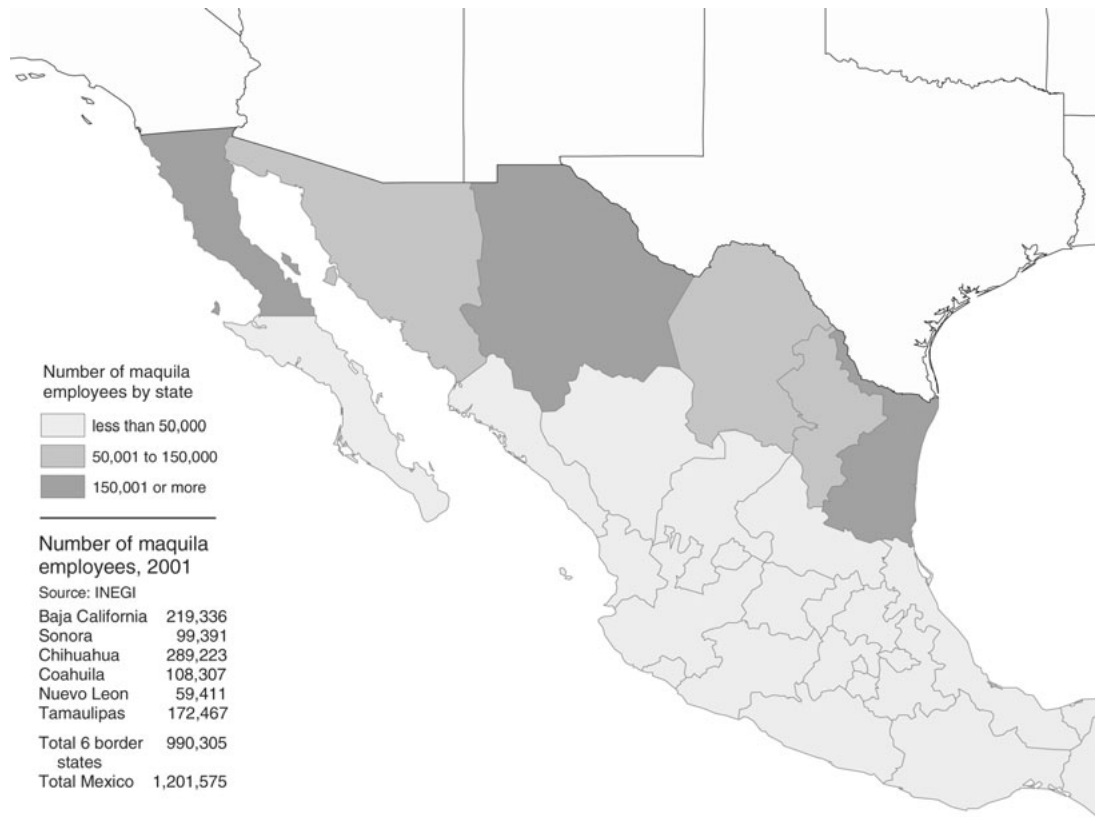 Number of maquila
employees by state
less than 50,000
50,001 to 150,000
150,001 or more
Number of maquila
employees, 2001
Source: INEGI
Baja California 219,336
Sonora 99,391
Chihuahua 289,223
Coahuila 108,307
Nuevo Leon 59,411
Tamaulipas 172,467
Total 6 border 990,305
states
Total Mexico 1,201,575